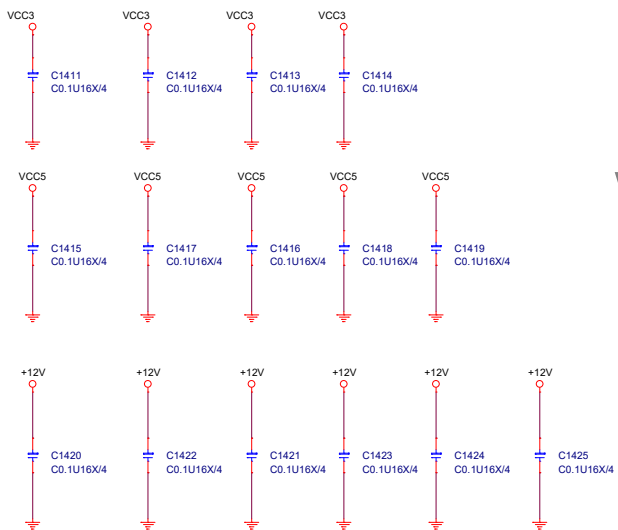 VCC3 VCC3 VCC3 VCC3
C1411 C1412 C1413 C1414
C0.1U16X/4 C0.1U16X/4 C0.1U16X/4 C0.1U16X/4
VCC5 VCC5 VCC5 VCC5 VCC5
C1415 C1417 C1416 C1418 C1419
C0.1U16X/4 C0.1U16X/4 C0.1U16X/4 C0.1U16X/4 C0.1U16X/4
+12V +12V +12V +12V +12V +12V
C1420 C1422 C1421 C1423 C1424 C1425
C0.1U16X/4 C0.1U16X/4 C0.1U16X/4 C0.1U16X/4 C0.1U16X/4 C0.1U16X/4